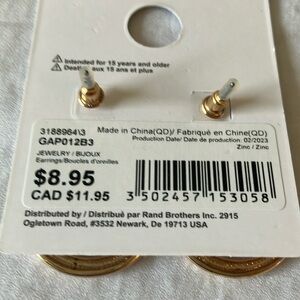 ⚠ Intended for 15 years and older
⚠ Destiné aux 15 ans et plus
3188964\3
Made in China(QD)/ Fabriqué en Chine(QD)
GAP012B3
Production Date/ Date de production: 02/2023
JEWELRY / BIJOUX
Zinc / Zinc
Earrings/Boucles d'oreilles
$8.95
CAD $11.95
3 502457 153058
Distributed by / Distribué par Rand Brothers Inc. 2915
Ogletown Road, #3532 Newark, De 19713 USA